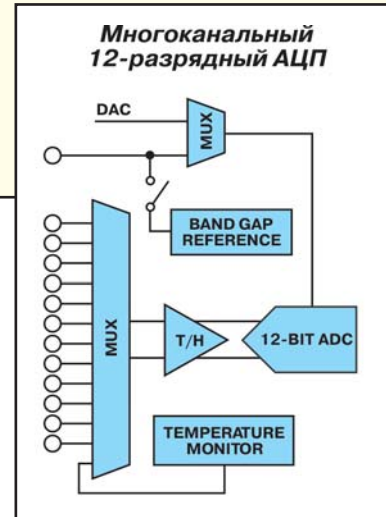 Многоканальный
12-разрядный АЦП
DAC
MUX
BAND GAP
REFERENCE
MUX
T/H
12-BIT ADC
TEMPERATURE
MONITOR